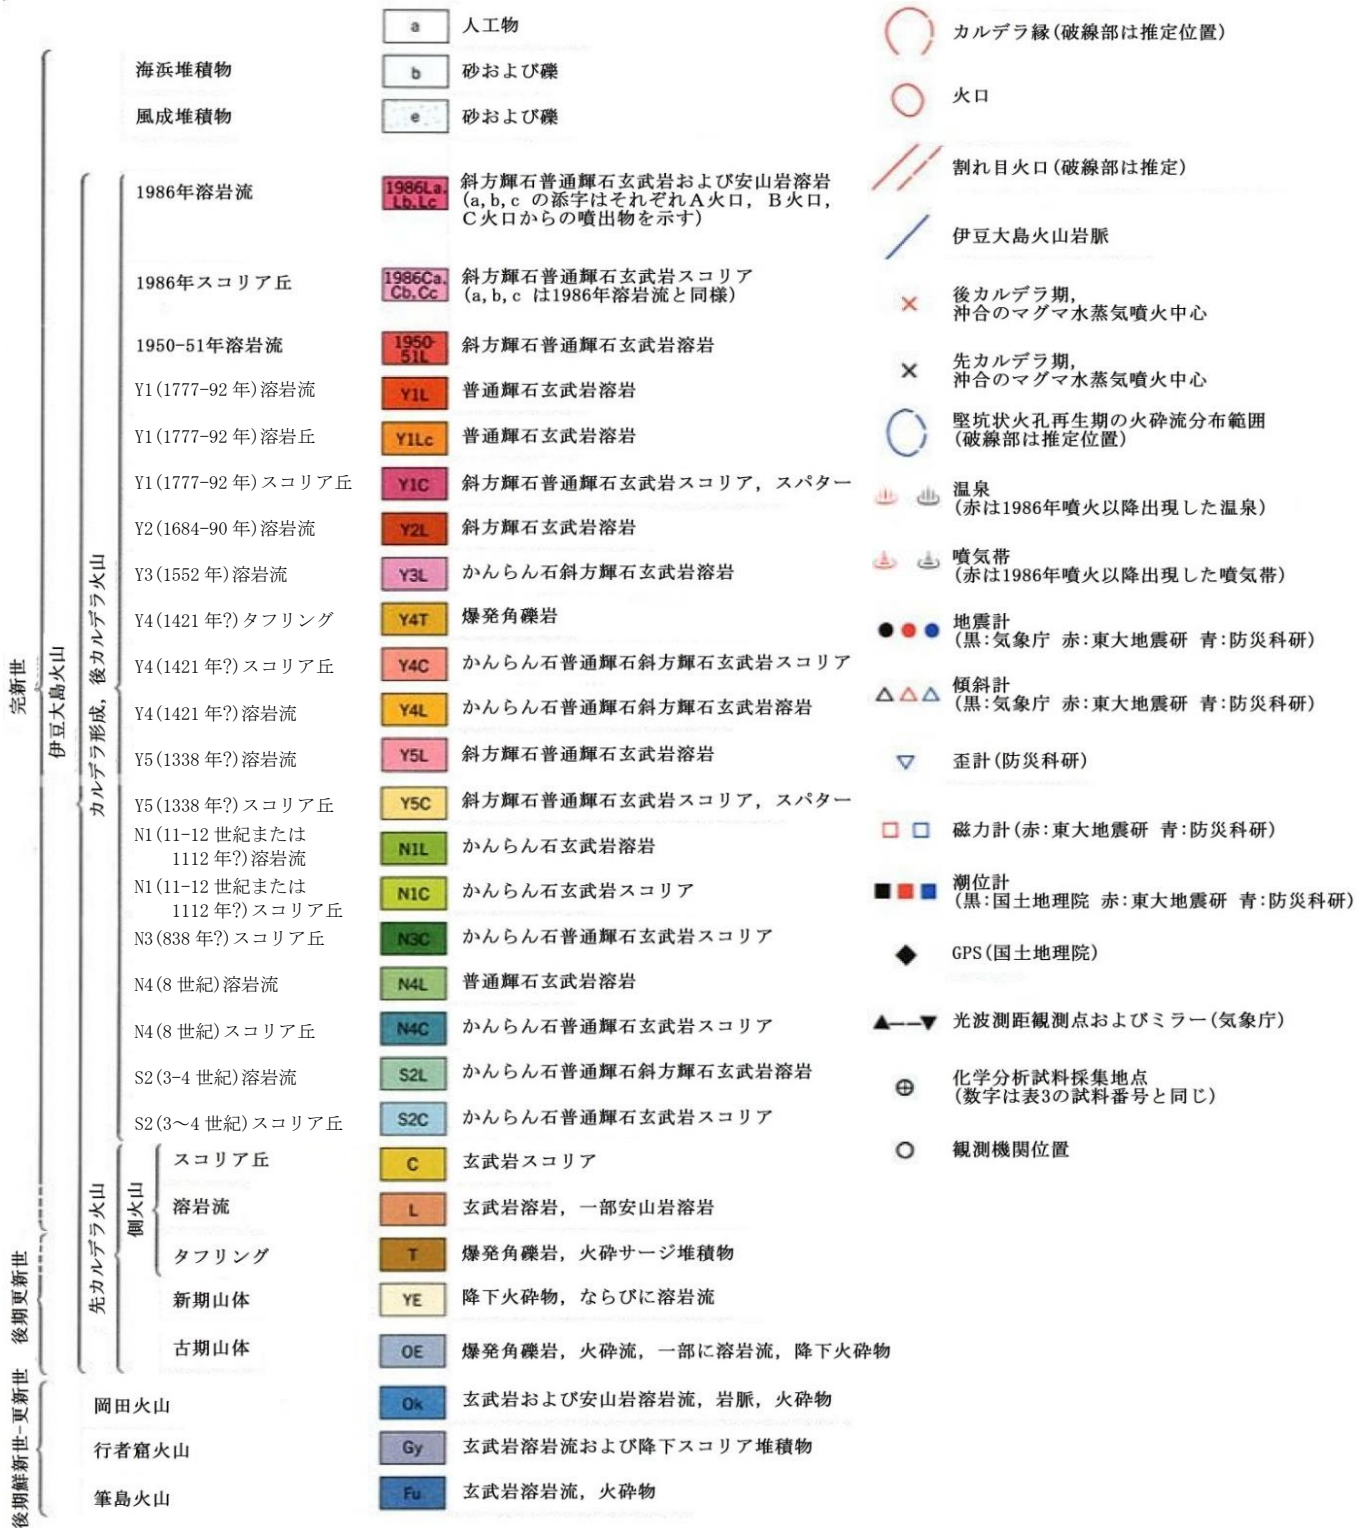 a 人工物
海浜堆積物 b 砂および礫
風成堆積物 e 砂および礫
1986年溶岩流 1986La. Lb.Lc 斜方輝石普通輝石玄武岩および安山岩溶岩
(a,b,c の添字はそれぞれA火口, B火口,
C火口からの噴出物を示す)
1986年スコリア丘 1986Ca. Cb.Cc 斜方輝石普通輝石玄武岩スコリア
(a,b,c は1986年溶岩流と同様)
1950-51年溶岩流 1950-51L 斜方輝石普通輝石玄武岩溶岩
Y1(1777-92 年)溶岩流 Y1L 普通輝石玄武岩溶岩
Y1(1777-92 年)溶岩丘 Y1Lc 普通輝石玄武岩溶岩
Y1(1777-92 年)スコリア丘 Y1C 斜方輝石普通輝石玄武岩スコリア, スパター
Y2(1684-90 年)溶岩流 Y2L 斜方輝石玄武岩溶岩
Y3(1552 年)溶岩流 Y3L かんらん石斜方輝石玄武岩溶岩
Y4(1421 年?)タフリング Y4T 爆発角礫岩
Y4(1421 年?)スコリア丘 Y4C かんらん石普通輝石斜方輝石玄武岩スコリア
Y4(1421 年?)溶岩流 Y4L かんらん石普通輝石斜方輝石玄武岩溶岩
Y5(1338 年?)溶岩流 Y5L 斜方輝石普通輝石玄武岩溶岩
Y5(1338 年?)スコリア丘 Y5C 斜方輝石普通輝石玄武岩スコリア, スパター
N1(11-12 世紀または
1112 年?)溶岩流 N1L かんらん石玄武岩溶岩
N1(11-12 世紀または
1112 年?)スコリア丘 N1C かんらん石玄武岩スコリア
N3(838 年?)スコリア丘 N3C かんらん石普通輝石玄武岩スコリア
N4(8 世紀)溶岩流 N4L 普通輝石玄武岩溶岩
N4(8 世紀)スコリア丘 N4C かんらん石普通輝石玄武岩スコリア
S2(3-4 世紀)溶岩流 S2L かんらん石普通輝石斜方輝石玄武岩溶岩
S2(3～4 世紀)スコリア丘 S2C かんらん石普通輝石玄武岩スコリア
スコリア丘 C 玄武岩スコリア
溶岩流 L 玄武岩溶岩, 一部安山岩溶岩
タフリング T 爆発角礫岩, 火砕サージ堆積物
新期山体 YE 降下火砕物, ならびに溶岩流
古期山体 OE 爆発角礫岩, 火砕流, 一部に溶岩流, 降下火砕物
岡田火山 Ok 玄武岩および安山岩溶岩流, 岩脈, 火砕物
行者窟火山 Gy 玄武岩溶岩流および降下スコリア堆積物
筆島火山 Fu 玄武岩溶岩流, 火砕物
完新世
後期更新世
後期鮮新世-更新世
伊豆大島火山
カルデラ形成, 後カルデラ火山
先カルデラ火山
側火山
カルデラ縁(破線部は推定位置)
火口
割れ目火口(破線部は推定)
伊豆大島火山岩脈
後カルデラ期,
沖合のマグマ水蒸気噴火中心
先カルデラ期,
沖合のマグマ水蒸気噴火中心
竪坑状火孔再生期の火砕流分布範囲
(破線部は推定位置)
温泉
(赤は1986年噴火以降出現した温泉)
噴気帯
(赤は1986年噴火以降出現した噴気帯)
地震計
(黒:気象庁 赤:東大地震研 青:防災科研)
傾斜計
(黒:気象庁 赤:東大地震研 青:防災科研)
歪計(防災科研)
磁力計(赤:東大地震研 青:防災科研)
潮位計
(黒:国土地理院 赤:東大地震研 青:防災科研)
GPS(国土地理院)
光波測距観測点およびミラー(気象庁)
化学分析試料採集地点
(数字は表3の試料番号と同じ)
観測機関位置